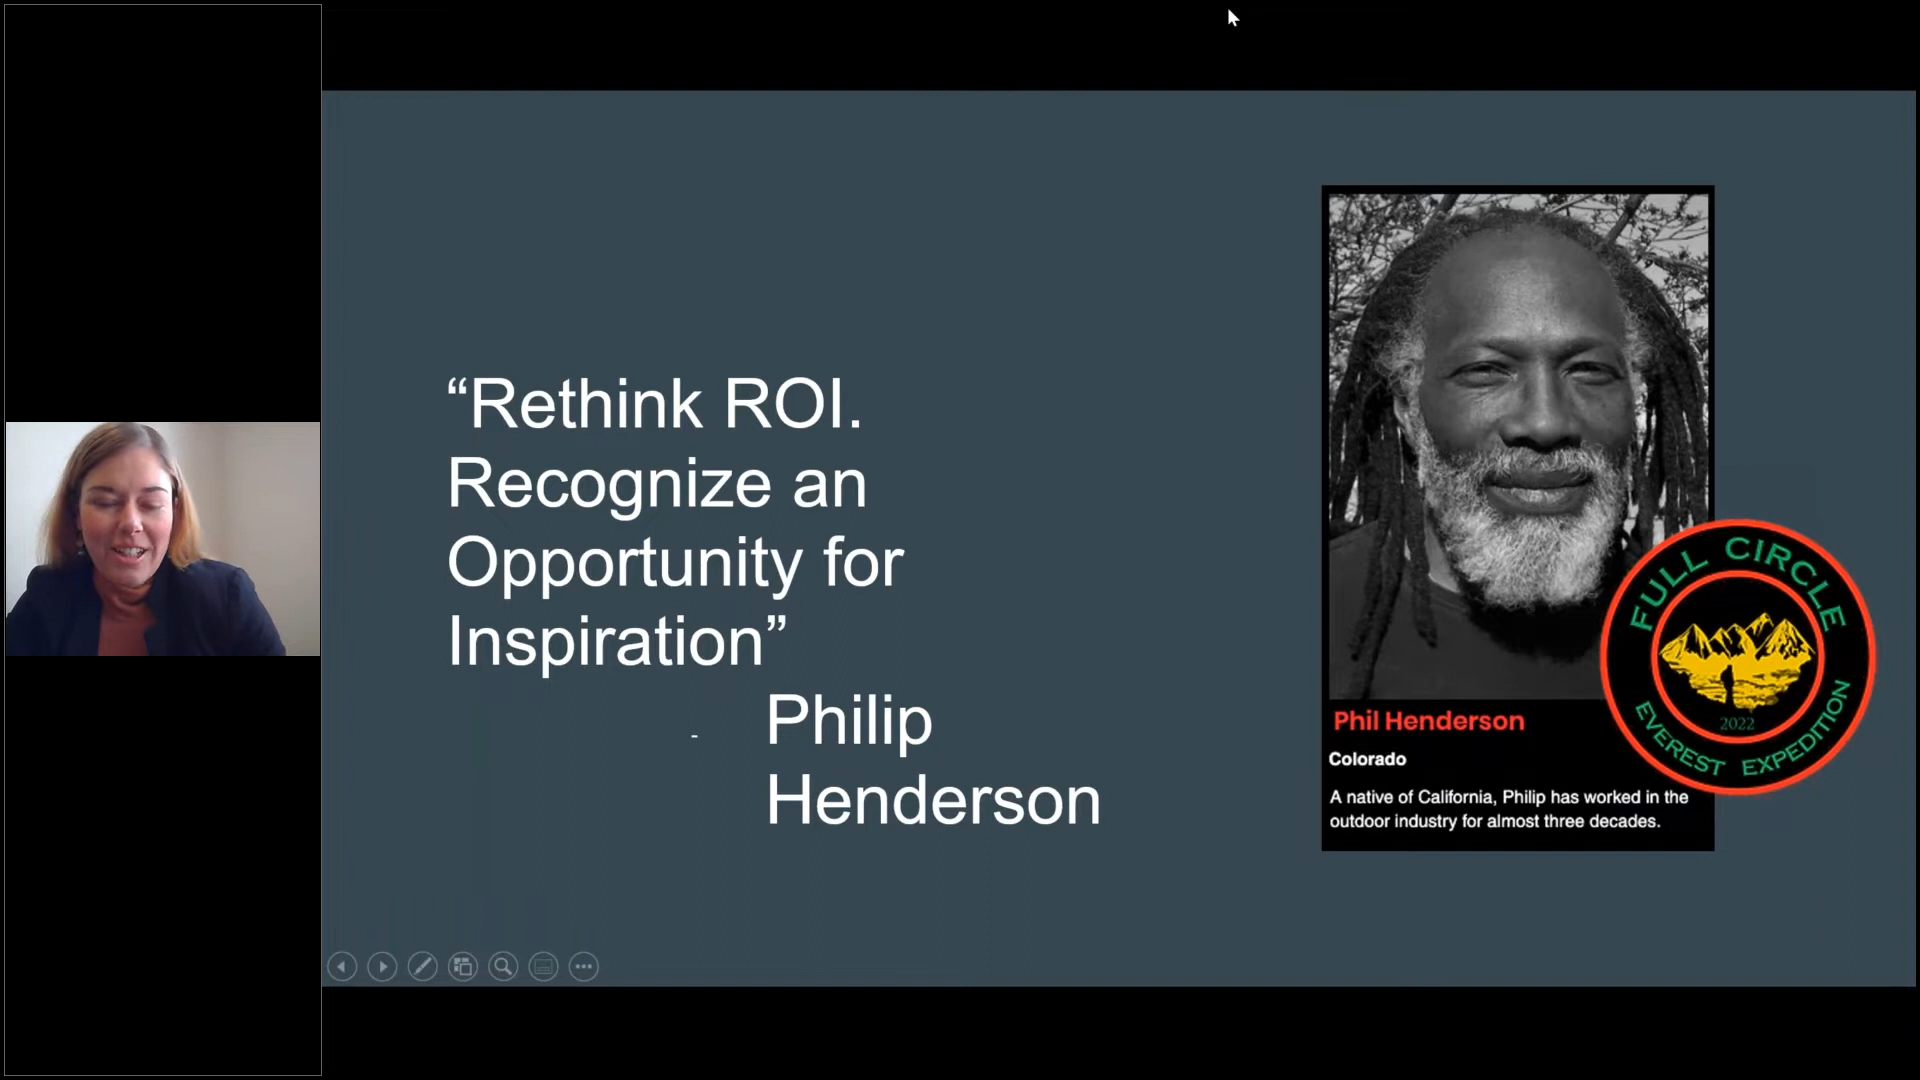 “Rethink ROI.
Recognize an
Opportunity for
Inspiration”
- Philip
Henderson
FULL CIRCLE
2022
EVEREST EXPEDITION
Phil Henderson
Colorado
A native of California, Philip has worked in the
outdoor industry for almost three decades.